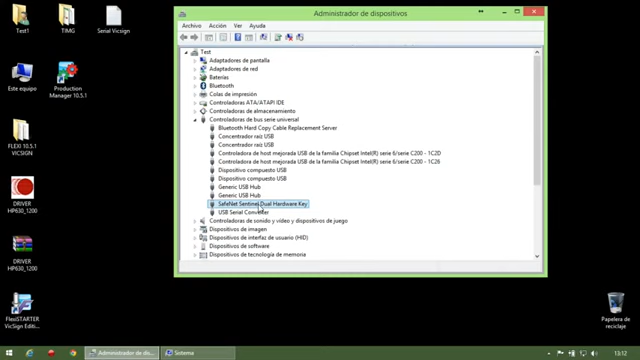 Administrador de dispositivos
Archivo Acción Ver Ayuda
Test
Adaptadores de pantalla
Adaptadores de red
Baterías
Bluetooth
Colas de impresión
Controladoras ATA/ATAPI IDE
Controladoras de almacenamiento
Controladoras de bus serie universal
Bluetooth Hard Copy Cable Replacement Server
Concentrador raíz USB
Concentrador raíz USB
Controladora de host mejorada USB de la familia Chipset Intel(R) serie 6/serie C200 - 1C2D
Controladora de host mejorada USB de la familia Chipset Intel(R) serie 6/serie C200 - 1C26
Dispositivo compuesto USB
Dispositivo compuesto USB
Generic USB Hub
Generic USB Hub
SafeNet Sentinel Dual Hardware Key
USB Serial Converter
Controladoras de sonido y vídeo y dispositivos de juego
Dispositivos de imagen
Dispositivos de interfaz de usuario (HID)
Dispositivos de software
Dispositivos de tecnología de memoria
Test1
TIMG
Serial Vicsign
Este equipo
Production
Manager 10.5.1
FLEXI 10.5.1
VICSIGN
DRIVER
HP630_1200
DRIVER
HP630_1200
FlexiSTARTER
VicSign Editi...
Papelera de
reciclaje
Administrador de dis...
Sistema
13:12